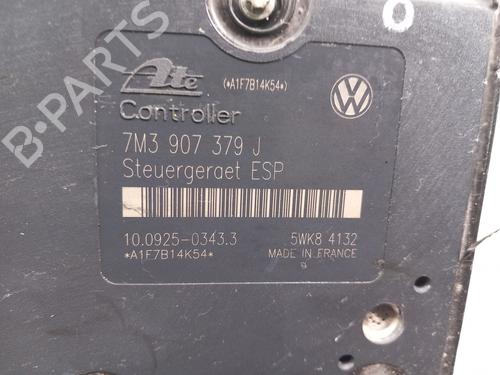 O
B-PARTS
Ate
(*A1F7B14K54*)
Controller
7M3 907 379 J
Steuergeraet ESP
10.0925-0343.3
5WK8 4132
*A1F7B14K54*
MADE IN FRANCE